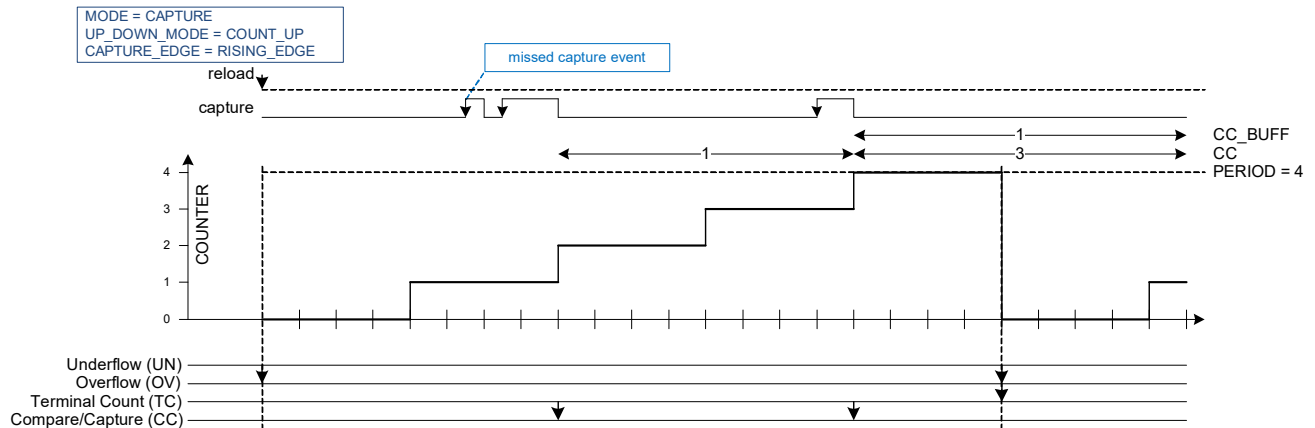 MODE = CAPTURE
UP_DOWN_MODE = COUNT_UP
CAPTURE_EDGE = RISING_EDGE
missed capture event
reload
capture
1 CC_BUFF
1 3 CC
PERIOD = 4
4
3
2
1
0
COUNTER
Underflow (UN)
Overflow (OV)
Terminal Count (TC)
Compare/Capture (CC)